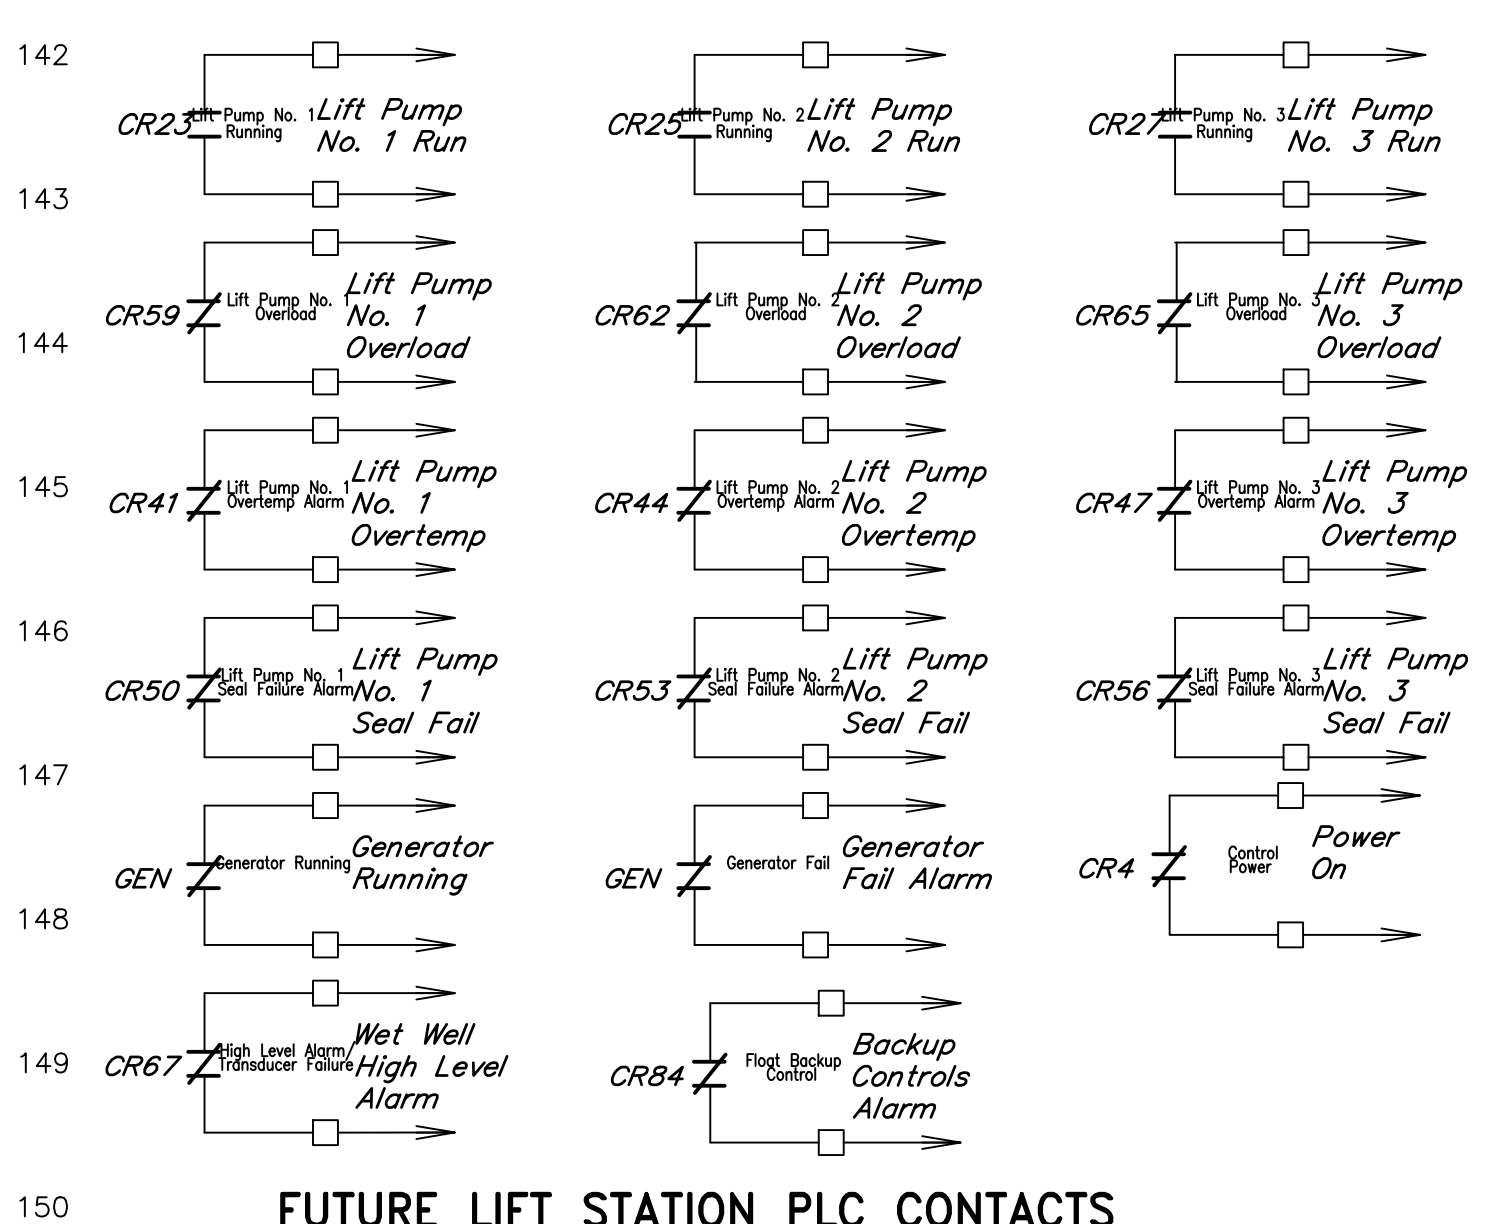 142
CR23 Lift Pump No. 1 Running
Lift Pump
No. 1 Run
CR25 Lift Pump No. 2 Running
Lift Pump
No. 2 Run
CR27 Lift Pump No. 3 Running
Lift Pump
No. 3 Run
143
CR59 Lift Pump No. 1 Overload
Lift Pump
No. 1
Overload
CR62 Lift Pump No. 2 Overload
Lift Pump
No. 2
Overload
CR65 Lift Pump No. 3 Overload
Lift Pump
No. 3
Overload
144
CR41 Lift Pump No. 1 Overtemp Alarm
Lift Pump
No. 1
Overtemp
CR44 Lift Pump No. 2 Overtemp Alarm
Lift Pump
No. 2
Overtemp
CR47 Lift Pump No. 3 Overtemp Alarm
Lift Pump
No. 3
Overtemp
145
146
CR50 Lift Pump No. 1 Seal Failure Alarm
Lift Pump
No. 1
Seal Fail
CR53 Lift Pump No. 2 Seal Failure Alarm
Lift Pump
No. 2
Seal Fail
CR56 Lift Pump No. 3 Seal Failure Alarm
Lift Pump
No. 3
Seal Fail
147
GEN Generator Running
Generator
Running
GEN Generator Fail
Generator
Fail Alarm
CR4 Control Power
Power
On
148
CR67 High Level Alarm/ Transducer Failure
Wet Well
High Level
Alarm
CR84 Float Backup Control
Backup
Controls
Alarm
149
150
FUTURE LIFT STATION PLC CONTACTS